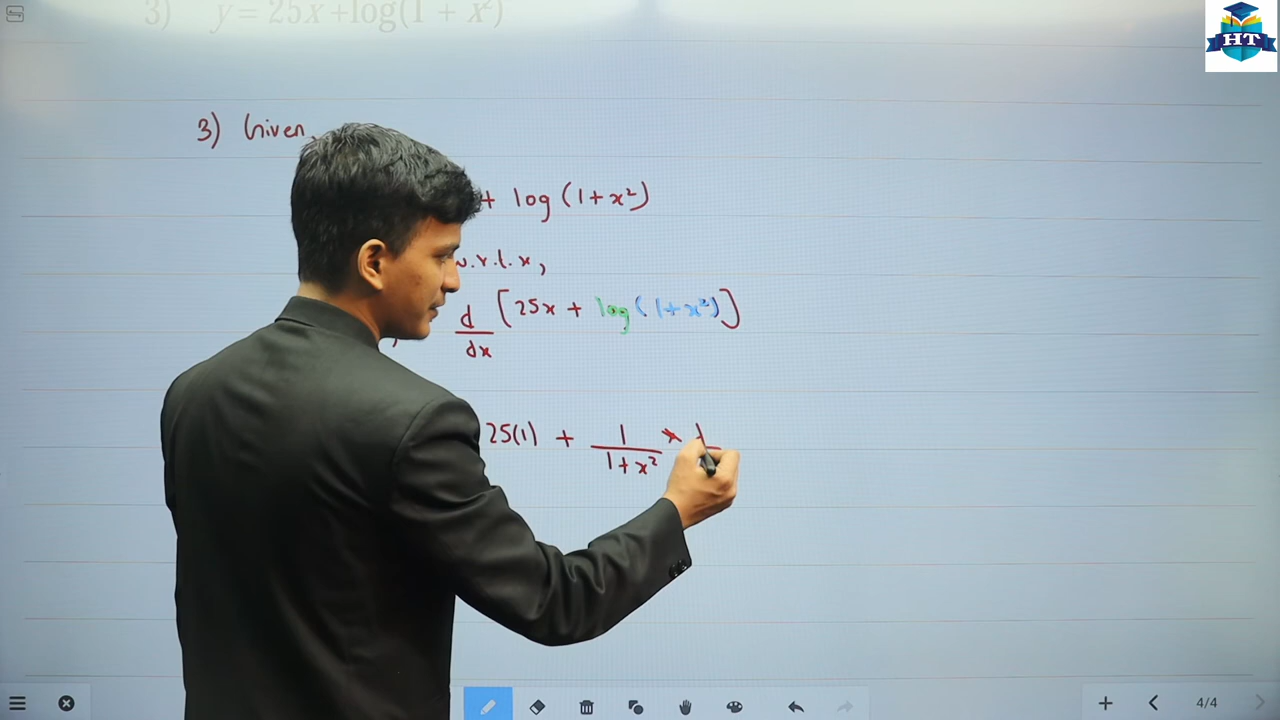 3) y = 25x+log(1 + x²)
HT
3) Given,
+ log (1+x²)
w.r.t. x,
d/dx [25x + log(1+x²)]
25(1) + 1/(1+x²) ×
4/4